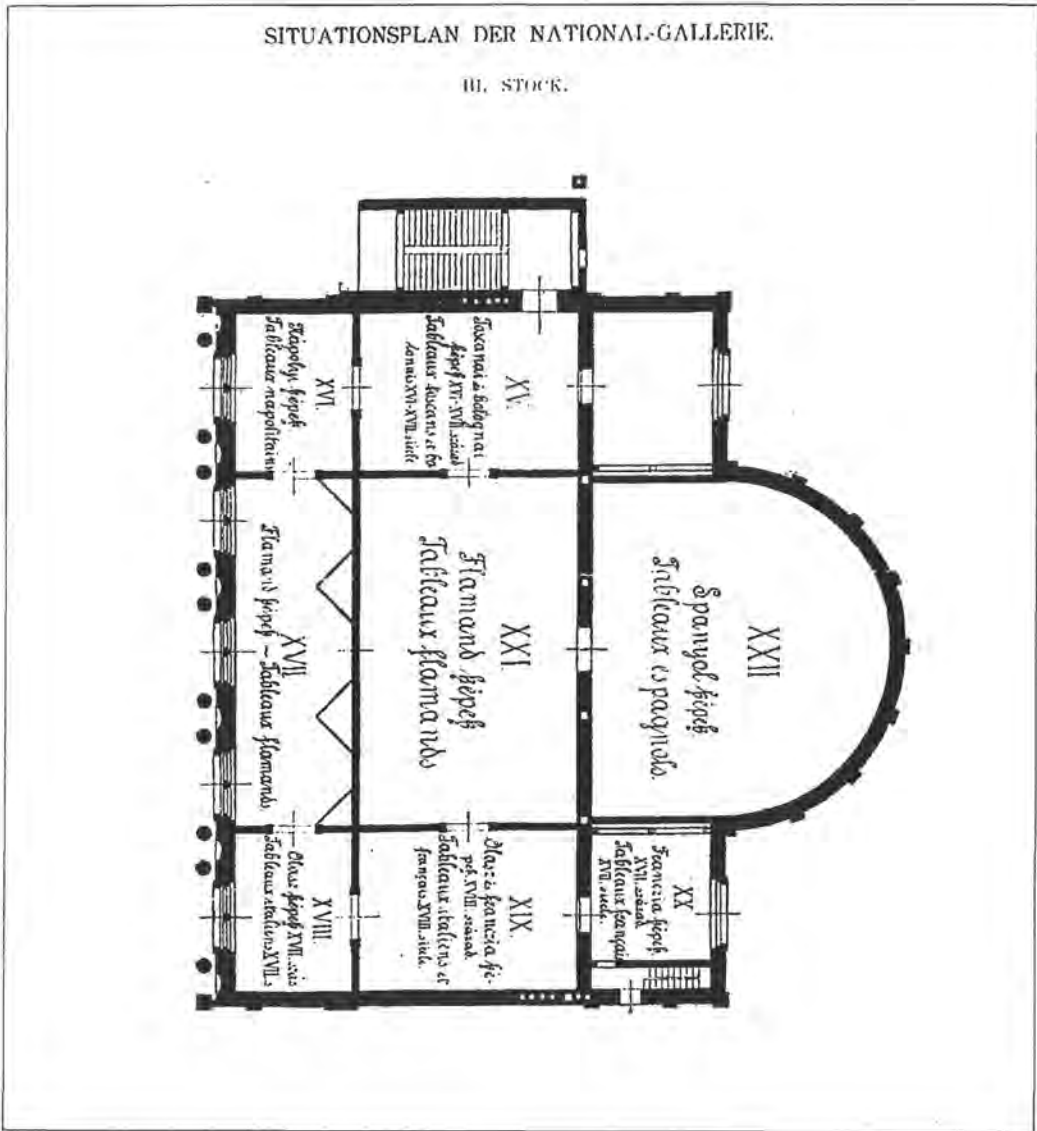 SITUATIONSPLAN DER NATIONAL-GALLERIE.
III. STOCK.
XV.
Toscanai és bolognai
képek XVI-XVII. század
Tableaux toscans et bo
lonais XVI-XVII. siècle
XVI.
Nápolyi képek
Tableaux napolitains
XVII
Flamand képek – Tableaux flamands.
XXI
Flamand képek
Tableaux flamands
XXII
Spanyol képek.
Tableaux espagnols.
XVIII.
Olasz képek XVII.
Tableaux italiens XVII. s
XIX.
Olasz és franczia ké-
pek XVIII. század.
Tableaux italiens et
français XVIII. siècle.
XX
Franczia képek.
XVII. század
Tableaux français
XVII. siècle.